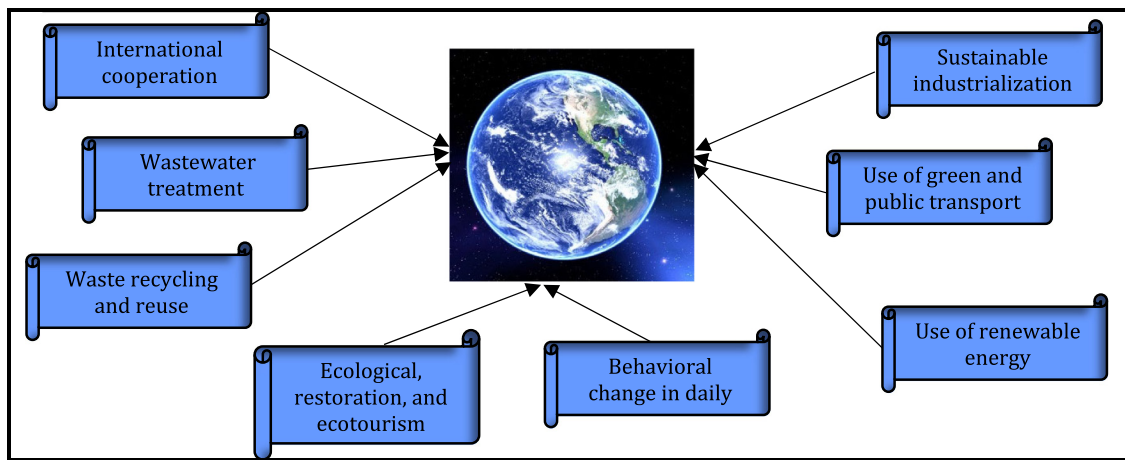 International
cooperation
Wastewater
treatment
Waste recycling
and reuse
Ecological,
restoration, and
ecotourism
Behavioral
change in daily
Sustainable
industrialization
Use of green and
public transport
Use of renewable
energy